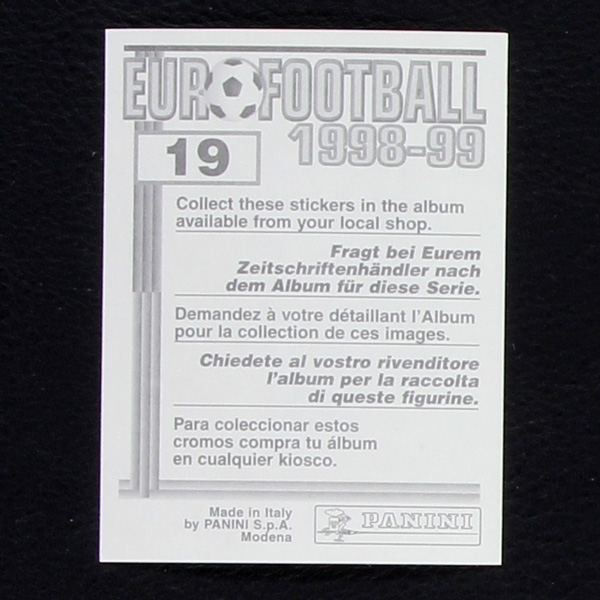 EUROFOOTBALL
1998-99
19
Collect these stickers in the album
available from your local shop.
Fragt bei Eurem
Zeitschriftenhändler nach
dem Album für diese Serie.
Demandez à votre détaillant l'Album
pour la collection de ces images.
Chiedete al vostro rivenditore
l'album per la raccolta
di queste figurine.
Para coleccionar estos
cromos compra tu álbum
en cualquier kiosco.
Made in Italy
by PANINI S.p.A.
Modena
PANINI